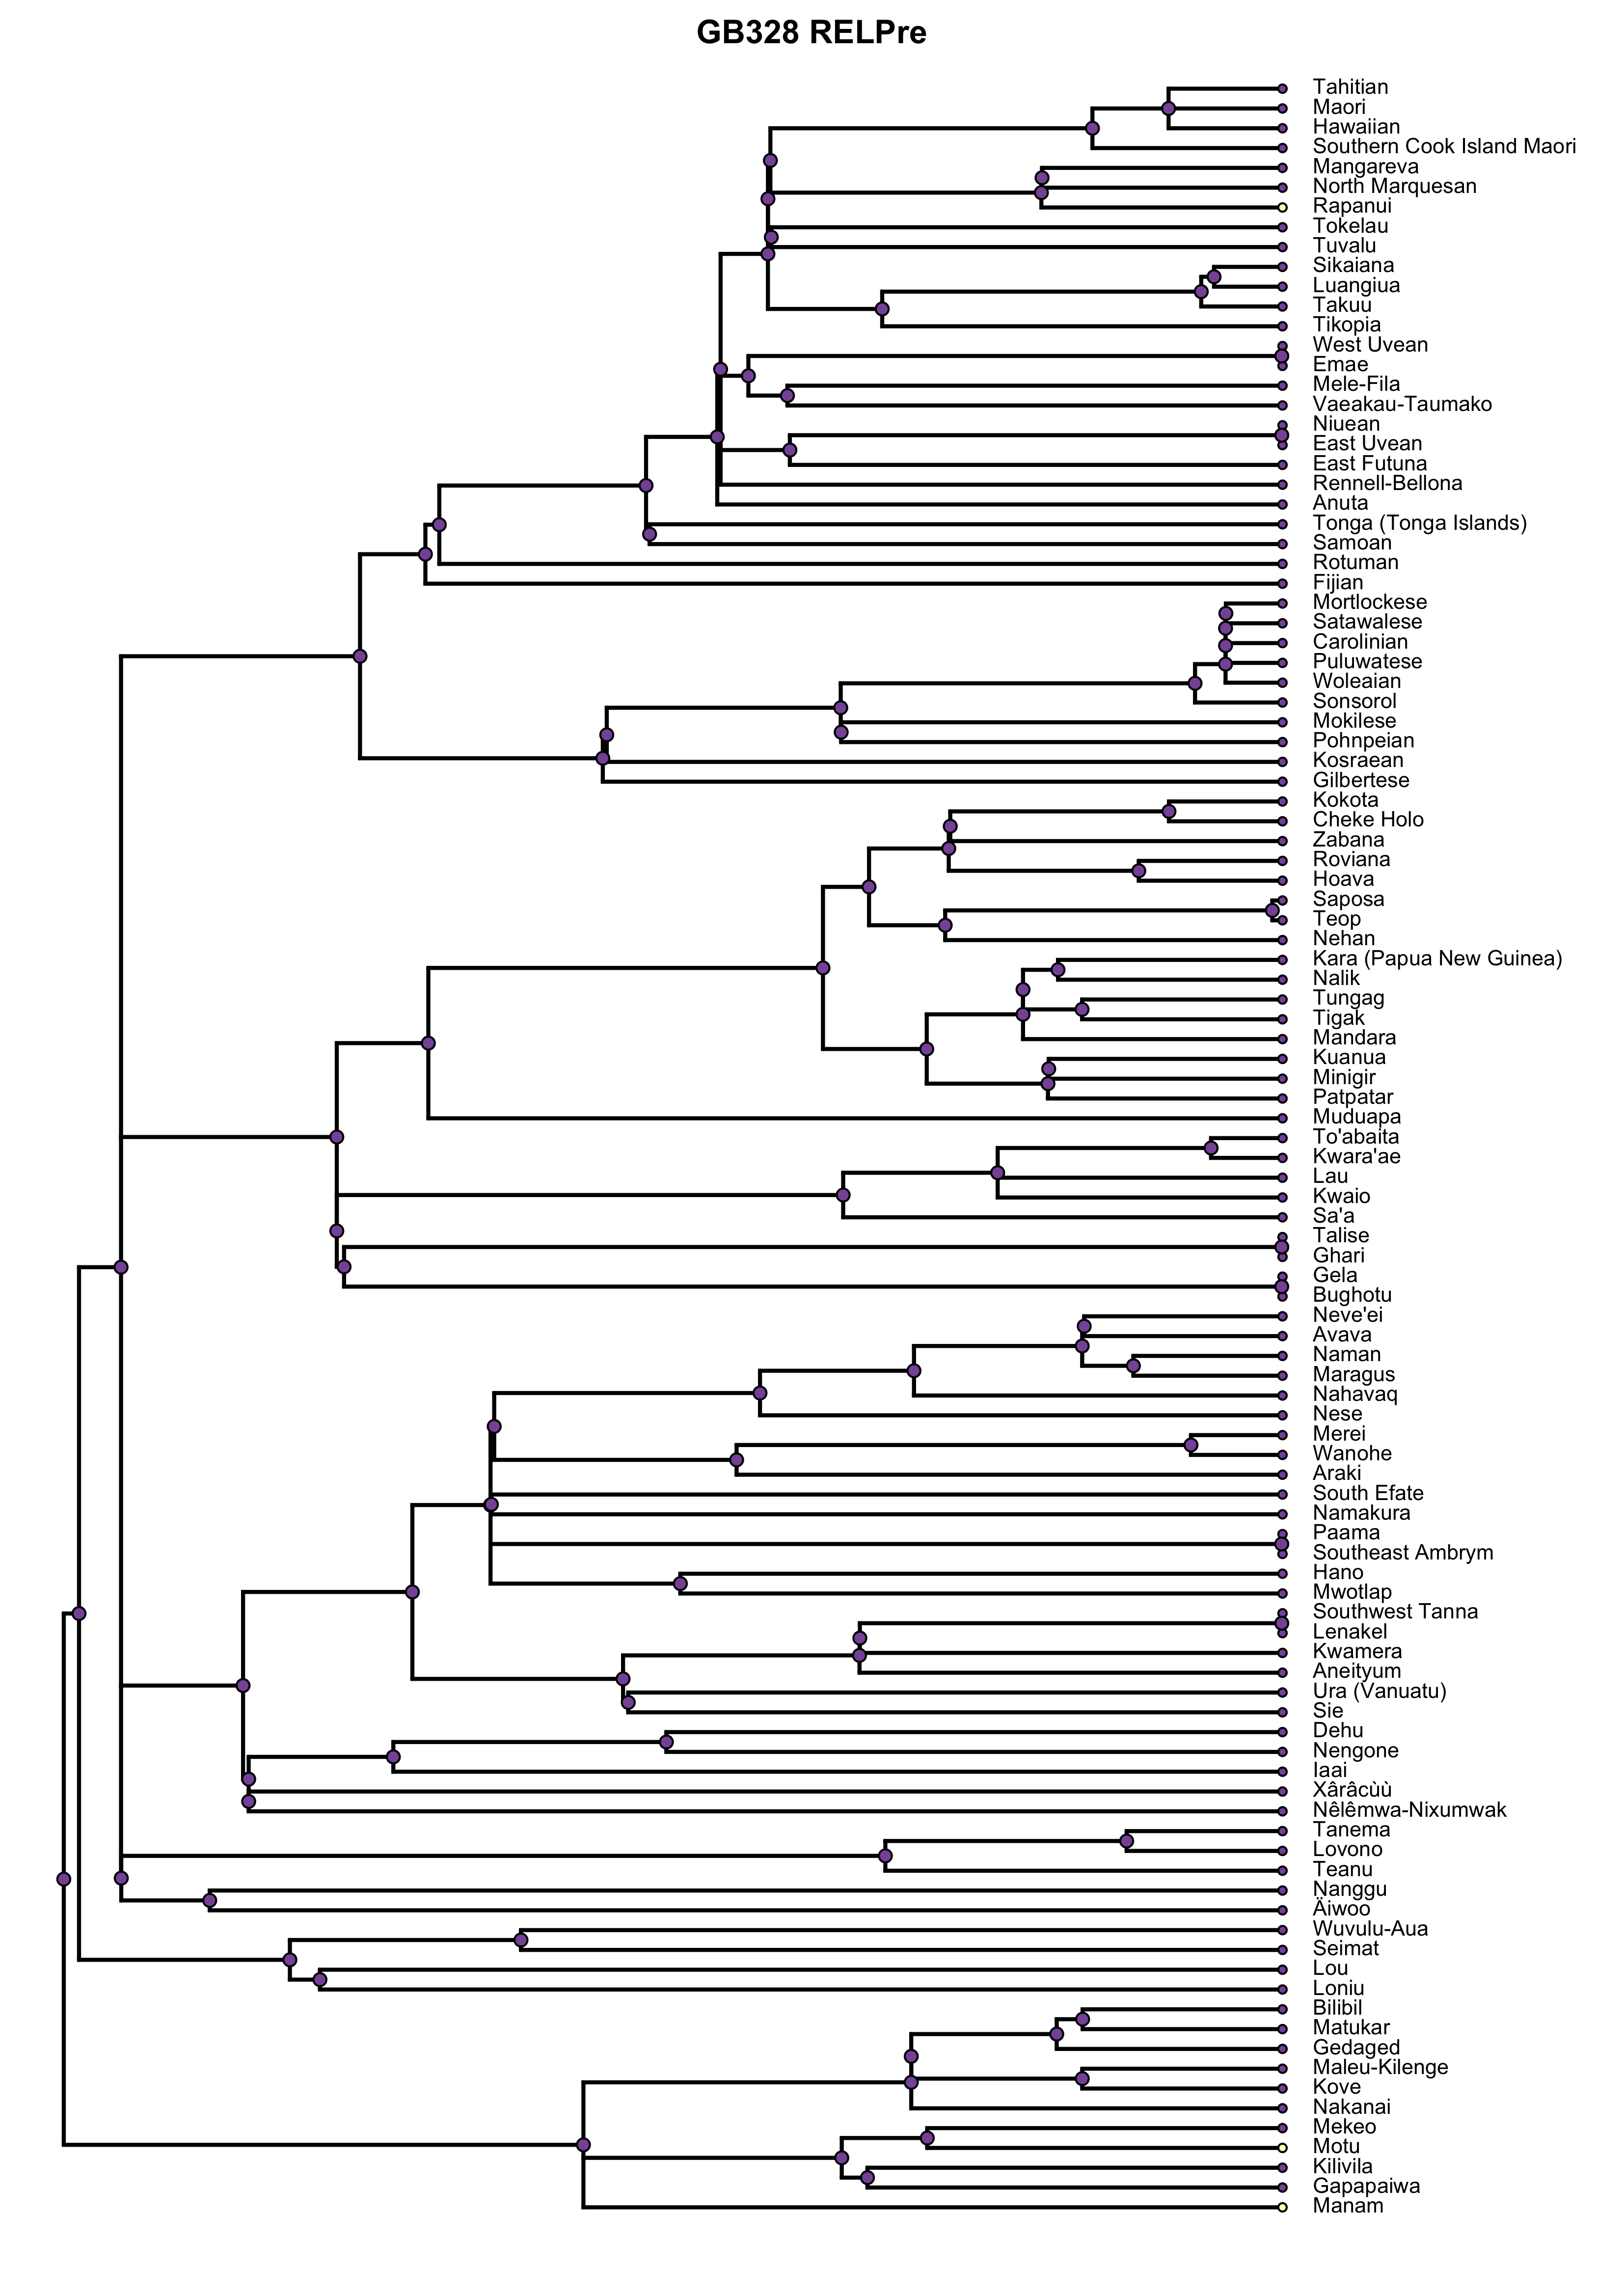 GB328 RELPre
Tahitian
Maori
Hawaiian
Southern Cook Island Maori
Mangareva
North Marquesan
Rapanui
Tokelau
Tuvalu
Sikaiana
Luangiua
Takuu
Tikopia
West Uvean
Emae
Mele-Fila
Vaeakau-Taumako
Niuean
East Uvean
East Futuna
Rennell-Bellona
Anuta
Tonga (Tonga Islands)
Samoan
Rotuman
Fijian
Mortlockese
Satawalese
Carolinian
Puluwatese
Woleaian
Sonsorol
Mokilese
Pohnpeian
Kosraean
Gilbertese
Kokota
Cheke Holo
Zabana
Roviana
Hoava
Saposa
Teop
Nehan
Kara (Papua New Guinea)
Nalik
Tungag
Tigak
Mandara
Kuanua
Minigir
Patpatar
Muduapa
To'abaita
Kwara'ae
Lau
Kwaio
Sa'a
Talise
Ghari
Gela
Bughotu
Neve'ei
Avava
Naman
Maragus
Nahavaq
Nese
Merei
Wanohe
Araki
South Efate
Namakura
Paama
Southeast Ambrym
Hano
Mwotlap
Southwest Tanna
Lenakel
Kwamera
Aneityum
Ura (Vanuatu)
Sie
Dehu
Nengone
Iaai
Xârâcùù
Nêlêmwa-Nixumwak
Tanema
Lovono
Teanu
Nanggu
Äiwoo
Wuvulu-Aua
Seimat
Lou
Loniu
Bilibil
Matukar
Gedaged
Maleu-Kilenge
Kove
Nakanai
Mekeo
Motu
Kilivila
Gapapaiwa
Manam